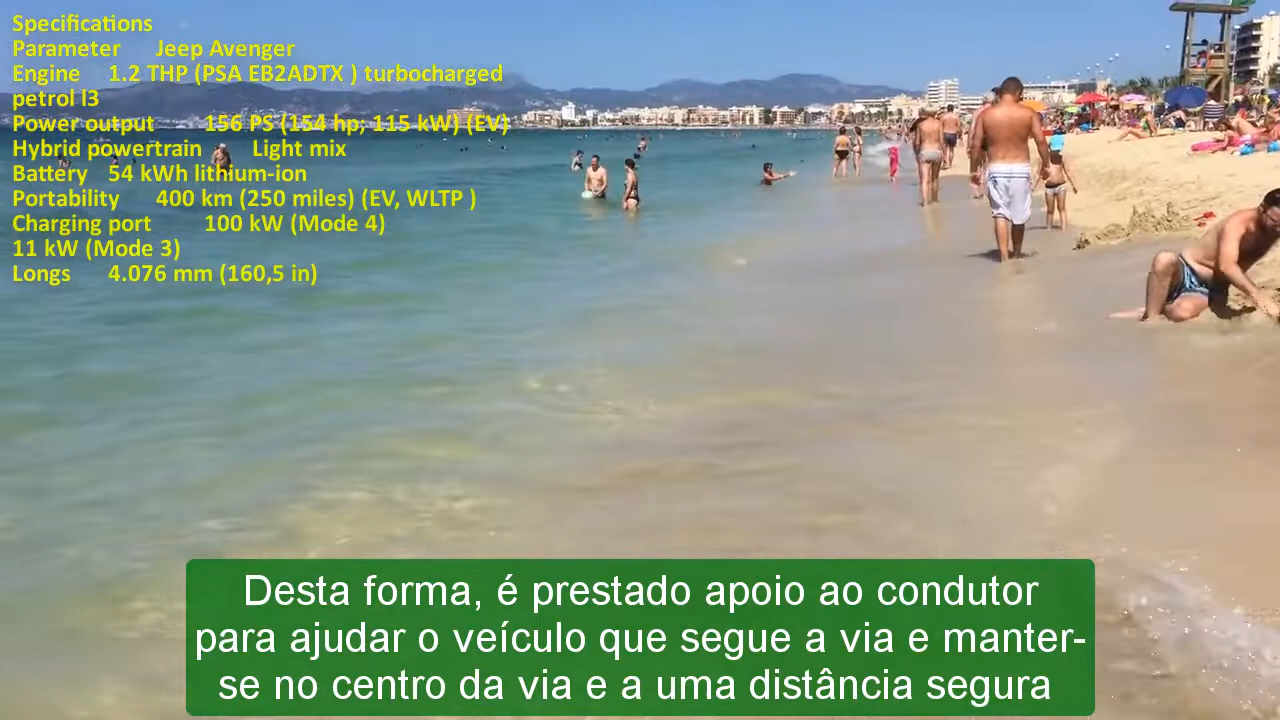 Specifications
Parameter Jeep Avenger
Engine 1.2 THP (PSA EB2ADTX ) turbocharged
petrol I3
Power output 156 PS (154 hp; 115 kW) (EV)
Hybrid powertrain Light mix
Battery 54 kWh lithium-ion
Portability 400 km (250 miles) (EV, WLTP )
Charging port 100 kW (Mode 4)
11 kW (Mode 3)
Longs 4.076 mm (160,5 in)
Desta forma, é prestado apoio ao condutor
para ajudar o veículo que segue a via e manter-
se no centro da via e a uma distância segura